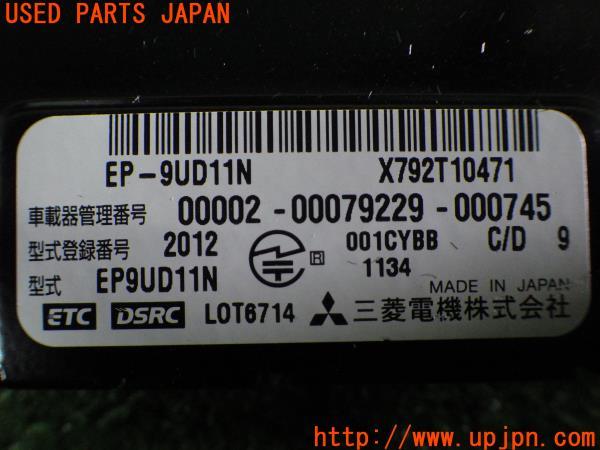 USED PARTS JAPAN
EP-9UD11N X792T10471
車載器管理番号 00002-00079229-000745
型式登録番号 2012 R 001CYBB C/D 9
1134
型式 EP9UD11N MADE IN JAPAN
ETC DSRC LOT6714 三菱電機株式会社
http://www.upjpn.com